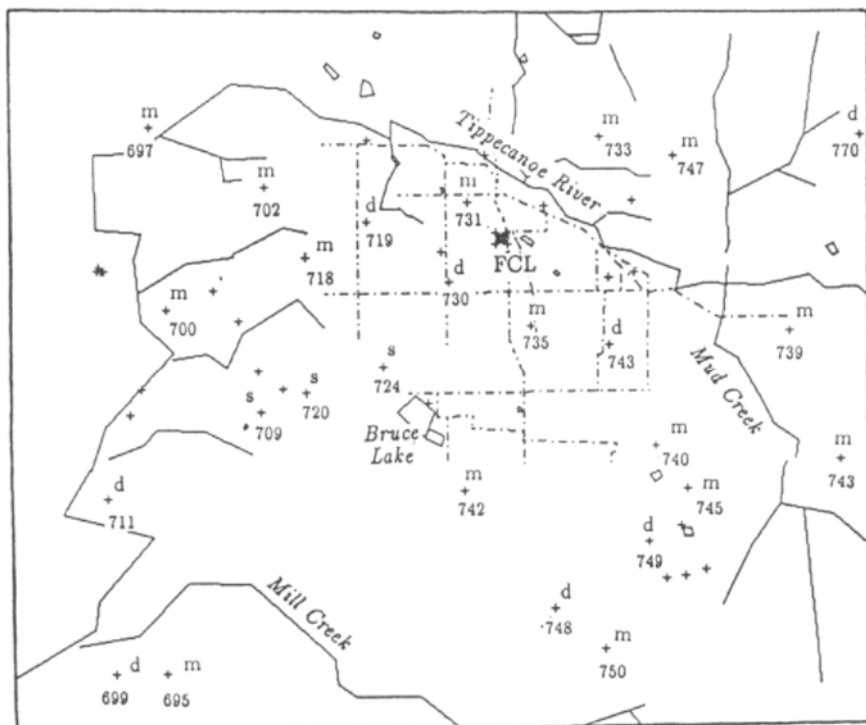 m
697
m
702
m
733
m
747
d
770
Tippecanoe River
m
731
d
719
m
718
FCL
d
730
m
700
m
735
d
743
m
739
s
724
s
720
s
709
Mud Creek
Bruce
Lake
m
740
m
743
m
745
m
742
d
711
d
749
d
748
Mill Creek
m
750
d
699
m
695